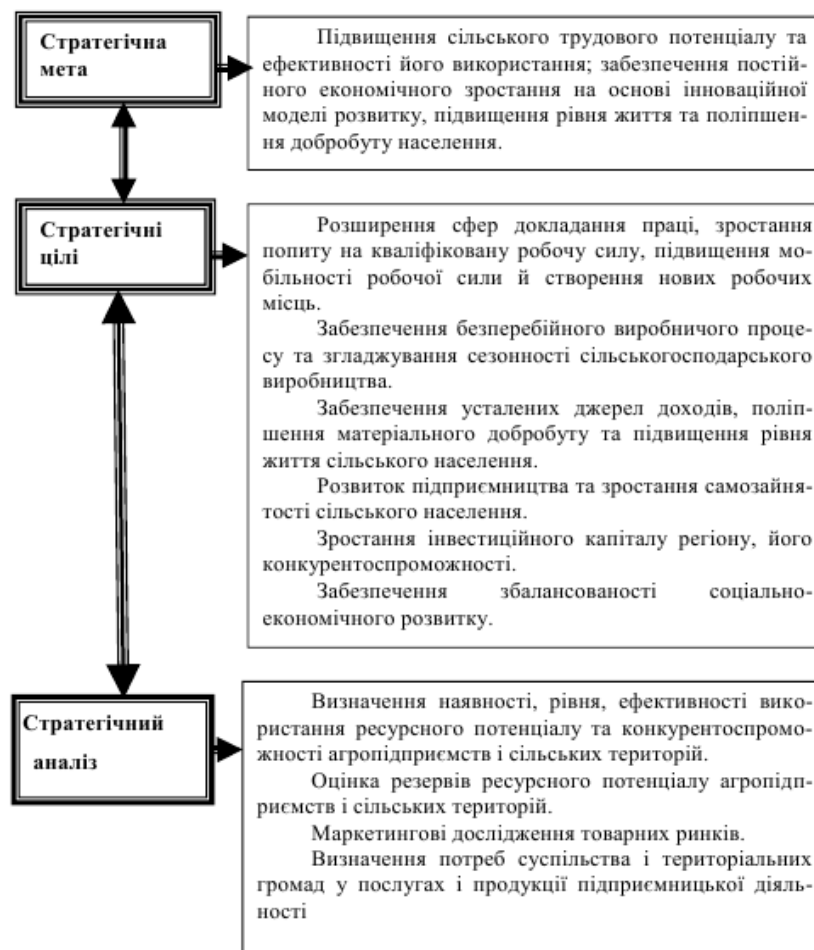 Стратегічна
мета
Підвищення сільського трудового потенціалу та
ефективності його використання; забезпечення постій-
ного економічного зростання на основі інноваційної
моделі розвитку, підвищення рівня життя та поліпшен-
ня добробуту населення.
Стратегічні
цілі
Розширення сфер докладання праці, зростання
попиту на кваліфіковану робочу силу, підвищення мо-
більності робочої сили й створення нових робочих
місць.
Забезпечення безперебійного виробничого проце-
су та згладжування сезонності сільськогосподарського
виробництва.
Забезпечення усталених джерел доходів, поліп-
шення матеріального добробуту та підвищення рівня
життя сільського населення.
Розвиток підприємництва та зростання самозайня-
тості сільського населення.
Зростання інвестиційного капіталу регіону, його
конкурентоспроможності.
Забезпечення збалансованості соціально-
економічного розвитку.
Стратегічний
аналіз
Визначення наявності, рівня, ефективності вико-
ристання ресурсного потенціалу та конкурентоспромо-
жності агропідприємств і сільських територій.
Оцінка резервів ресурсного потенціалу агропідп-
риємств і сільських територій.
Маркетингові дослідження товарних ринків.
Визначення потреб суспільства і територіальних
громад у послугах і продукції підприємницької діяль-
ності